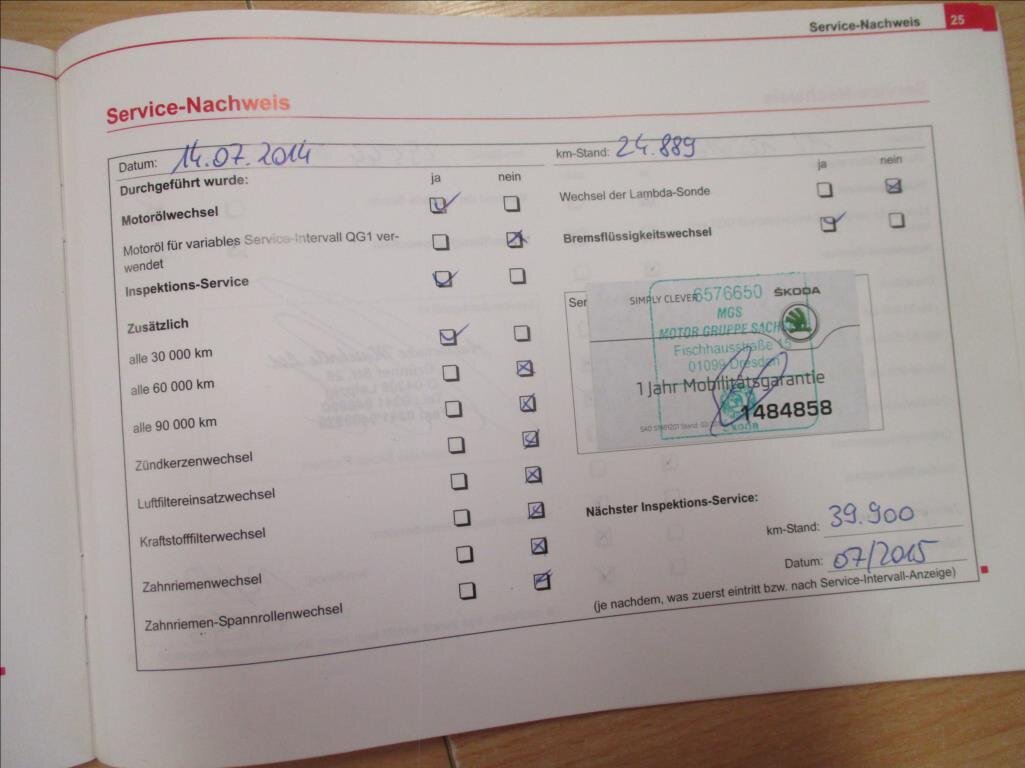 Service-Nachweis 25
Service-Nachweis
Datum: 14.07.2014
km-Stand: 24.889
Durchgeführt wurde: ja nein
ja nein
Motorölwechsel
Wechsel der Lambda-Sonde
Motoröl für variables Service-Intervall QG1 ver-
wendet
Bremsflüssigkeitswechsel
Inspektions-Service
Zusätzlich
alle 30 000 km
alle 60 000 km
alle 90 000 km
Zündkerzenwechsel
Luftfiltereinsatzwechsel
Kraftstofffilterwechsel
Zahnriemenwechsel
Zahnriemen-Spannrollenwechsel
SIMPLY CLEVER
ŠKODA
6576650
MGS
MOTOR GRUPPE
Fischhausstraße 15
01099 Dresden
1 Jahr Mobilitätsgarantie
1484858
Nächster Inspektions-Service:
km-Stand: 39.900
Datum: 07/2015
(je nachdem, was zuerst eintritt bzw. nach Service-Intervall-Anzeige)